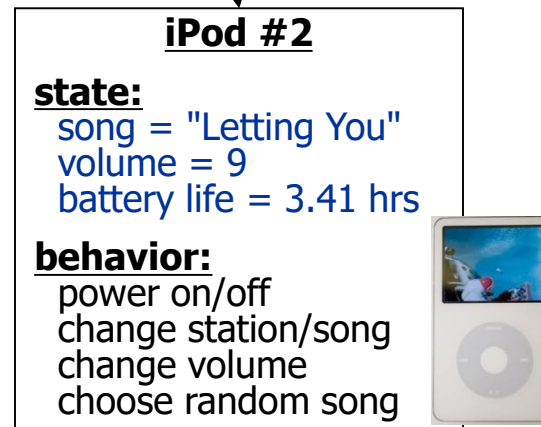 iPod #2
state:
song = "Letting You"
volume = 9
battery life = 3.41 hrs
behavior:
power on/off
change station/song
change volume
choose random song